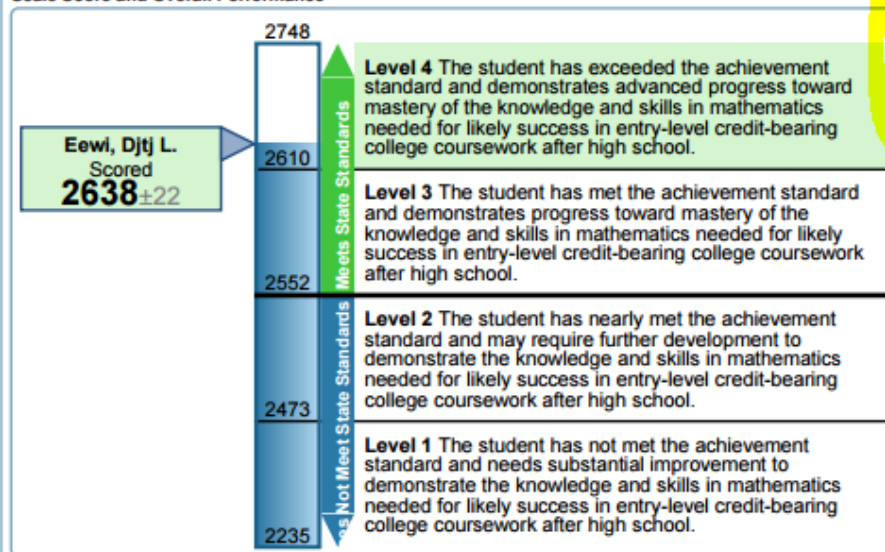 2748
Level 4 The student has exceeded the achievement
standard and demonstrates advanced progress toward
mastery of the knowledge and skills in mathematics
needed for likely success in entry-level credit-bearing
college coursework after high school.
Eewi, Djtj L.
Scored
2638±22
2610
Meets State Standards
Level 3 The student has met the achievement standard
and demonstrates progress toward mastery of the
knowledge and skills in mathematics needed for likely
success in entry-level credit-bearing college coursework
after high school.
2552
Level 2 The student has nearly met the achievement
standard and may require further development to
demonstrate the knowledge and skills in mathematics
needed for likely success in entry-level credit-bearing
college coursework after high school.
2473
Not Meet State Standards
Level 1 The student has not met the achievement
standard and needs substantial improvement to
demonstrate the knowledge and skills in mathematics
needed for likely success in entry-level credit-bearing
college coursework after high school.
2235